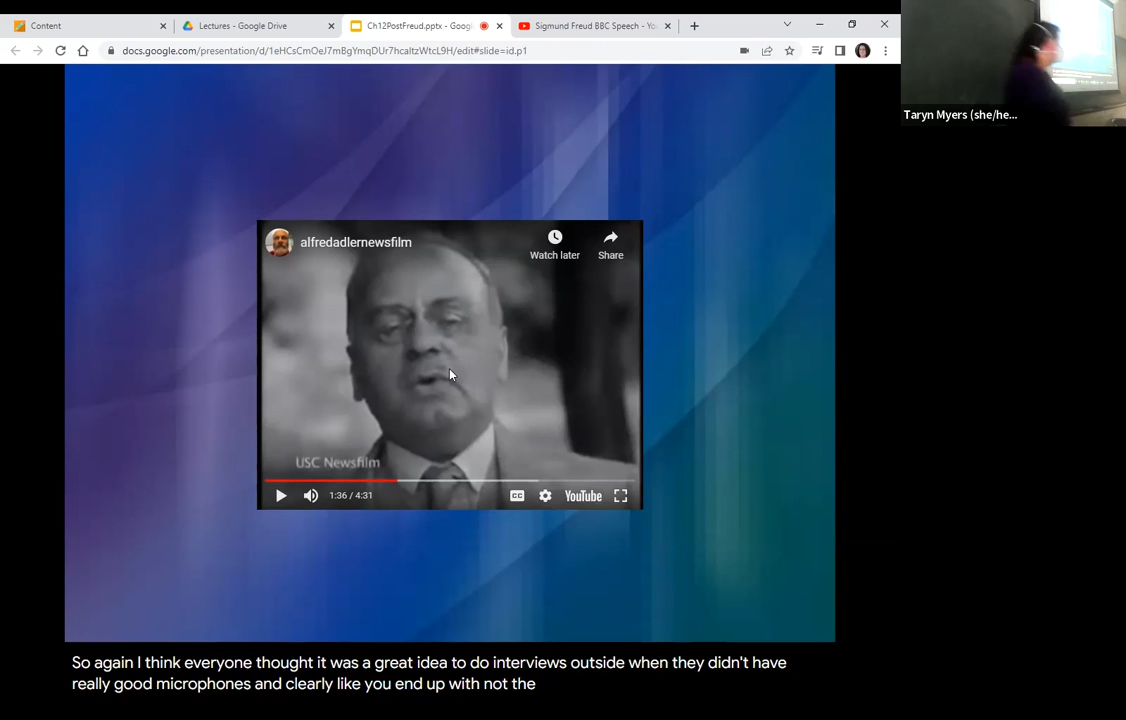 Content
Lectures - Google Drive
Ch12PostFreud.pptx - Googl
Sigmund Freud BBC Speech - Yo
docs.google.com/presentation/d/1eHCsCmOeJ7mBgYmqDUr7hcaItzWtcL9H/edit#slide=id.p1
Taryn Myers (she/he...
alfredadlernewsfilm
Watch later
Share
USC Newsfilm
1:36 / 4:31
CC
YouTube
So again I think everyone thought it was a great idea to do interviews outside when they didn't have
really good microphones and clearly like you end up with not the